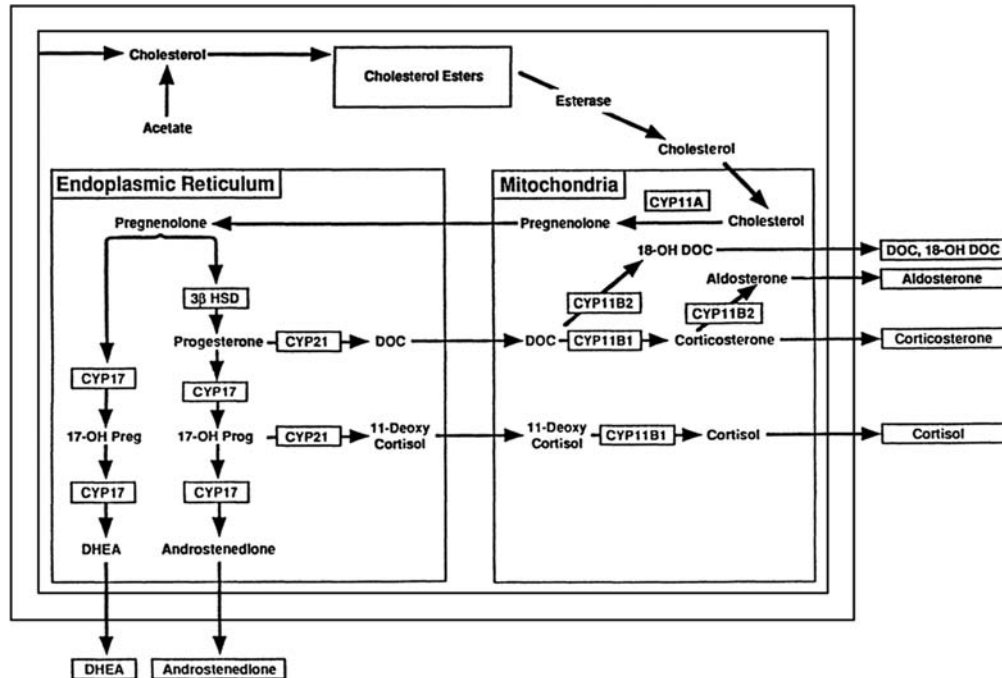 Cholesterol
Cholesterol Esters
Acetate
Esterase
Cholesterol
Endoplasmic Reticulum
Mitochondria
CYP11A
Pregnenolone
Pregnenolone
Cholesterol
18-OH DOC
DOC, 18-OH DOC
Aldosterone
Aldosterone
3β HSD
CYP11B2
CYP11B2
Progesterone
CYP21
DOC
DOC
CYP11B1
Corticosterone
Corticosterone
CYP17
CYP17
17-OH Preg
17-OH Prog
CYP21
11-Deoxy
Cortisol
11-Deoxy
Cortisol
CYP11B1
Cortisol
Cortisol
CYP17
CYP17
DHEA
Androstenedione
DHEA
Androstenedione